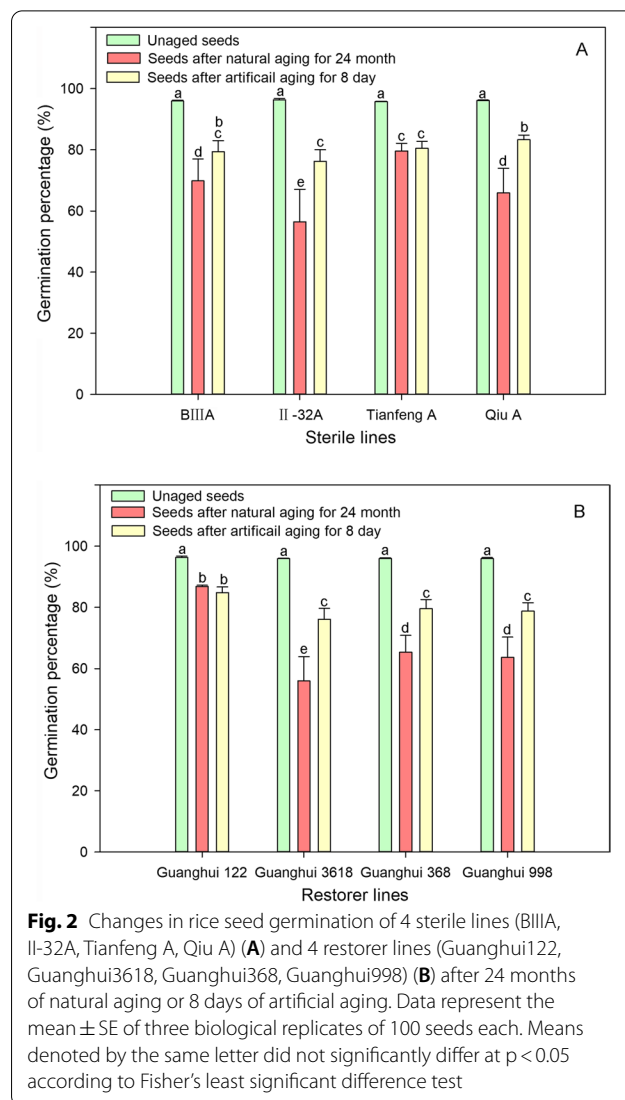 Unaged seeds
Seeds after natural aging for 24 month
Seeds after artificail aging for 8 day
A
Germination percentage (%)
100
80
60
40
20
0
a
d
b
c
a
e
c
a
c
c
a
d
b
BIIIA
II -32A
Tianfeng A
Qiu A
Sterile lines
Unaged seeds
Seeds after natural aging for 24 month
Seeds after artificail aging for 8 day
B
Germination percentage (%)
100
80
60
40
20
0
a
b
b
a
e
c
a
d
c
a
d
c
Guanghui 122
Guanghui 3618
Guanghui 368
Guanghui 998
Restorer lines
Fig. 2 Changes in rice seed germination of 4 sterile lines (BIIIA,
II-32A, Tianfeng A, Qiu A) (A) and 4 restorer lines (Guanghui122,
Guanghui3618, Guanghui368, Guanghui998) (B) after 24 months
of natural aging or 8 days of artificial aging. Data represent the
mean ± SE of three biological replicates of 100 seeds each. Means
denoted by the same letter did not significantly differ at p < 0.05
according to Fisher's least significant difference test